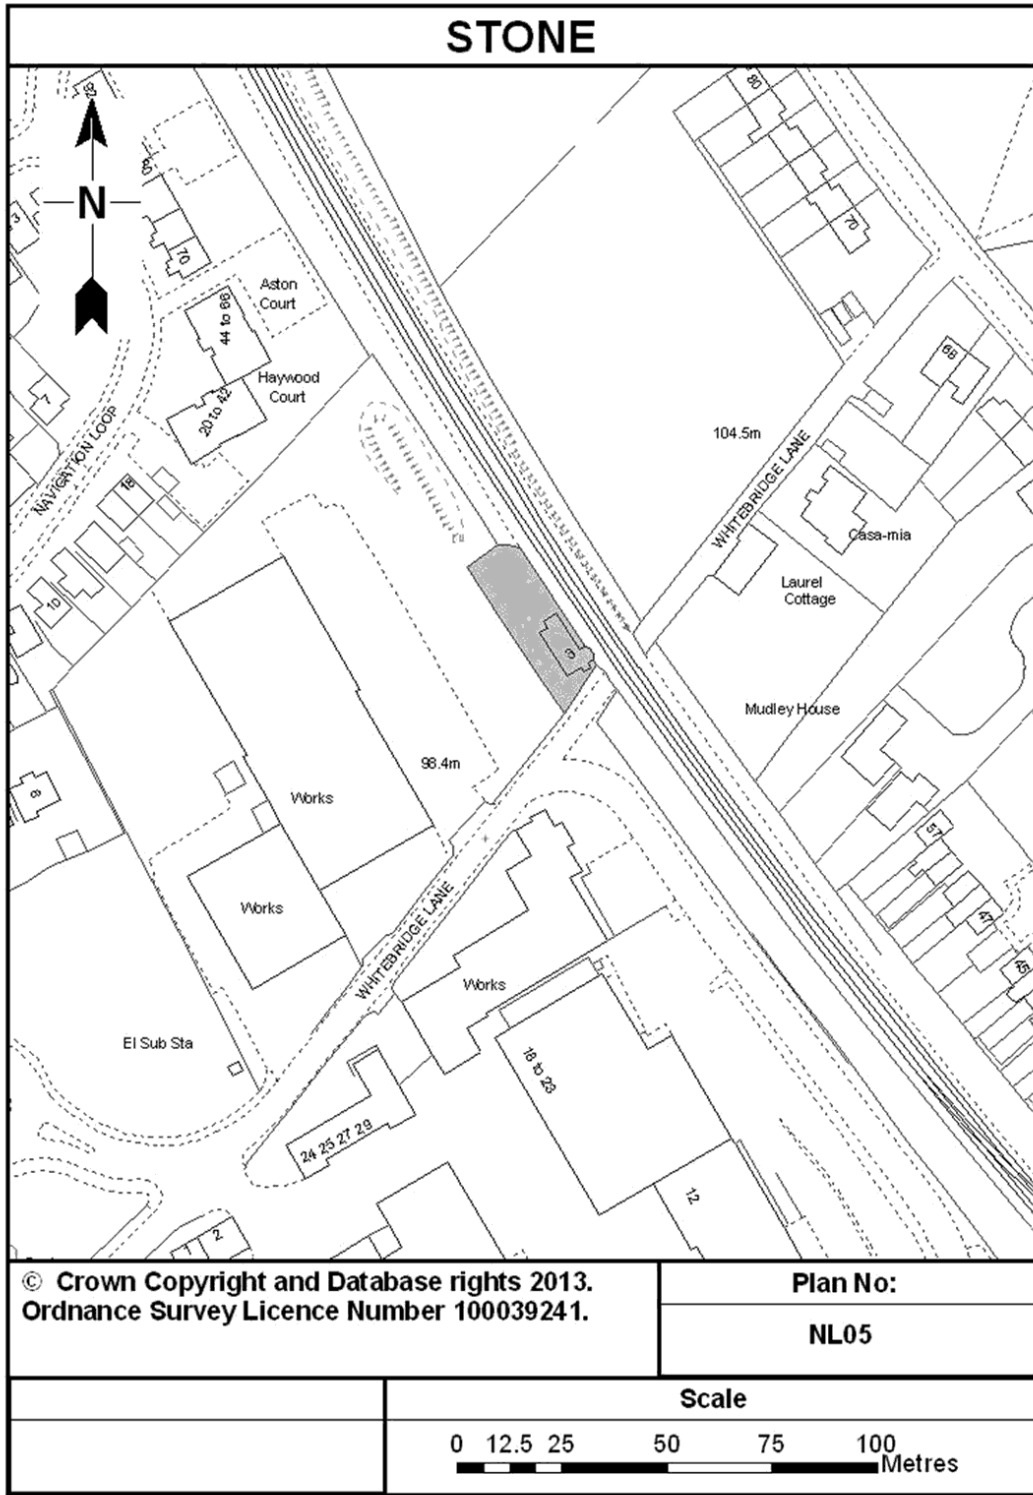 STONE
N
80
70
70
Aston
Court
44 to 66
Haywood
Court
20 to 42
7
NAVIGATION LOOP
18
10
104.5m
WHITEBRIDGE LANE
68
Casa-mia
Laurel
Cottage
Mudley House
98.4m
Works
Works
WHITEBRIDGE LANE
Works
57
47
45
El Sub Sta
18 to 23
24 25 27 29
12
1
2
© Crown Copyright and Database rights 2013.
Ordnance Survey Licence Number 100039241.
Plan No:
NL05
Scale
0 12.5 25 50 75 100
Metres